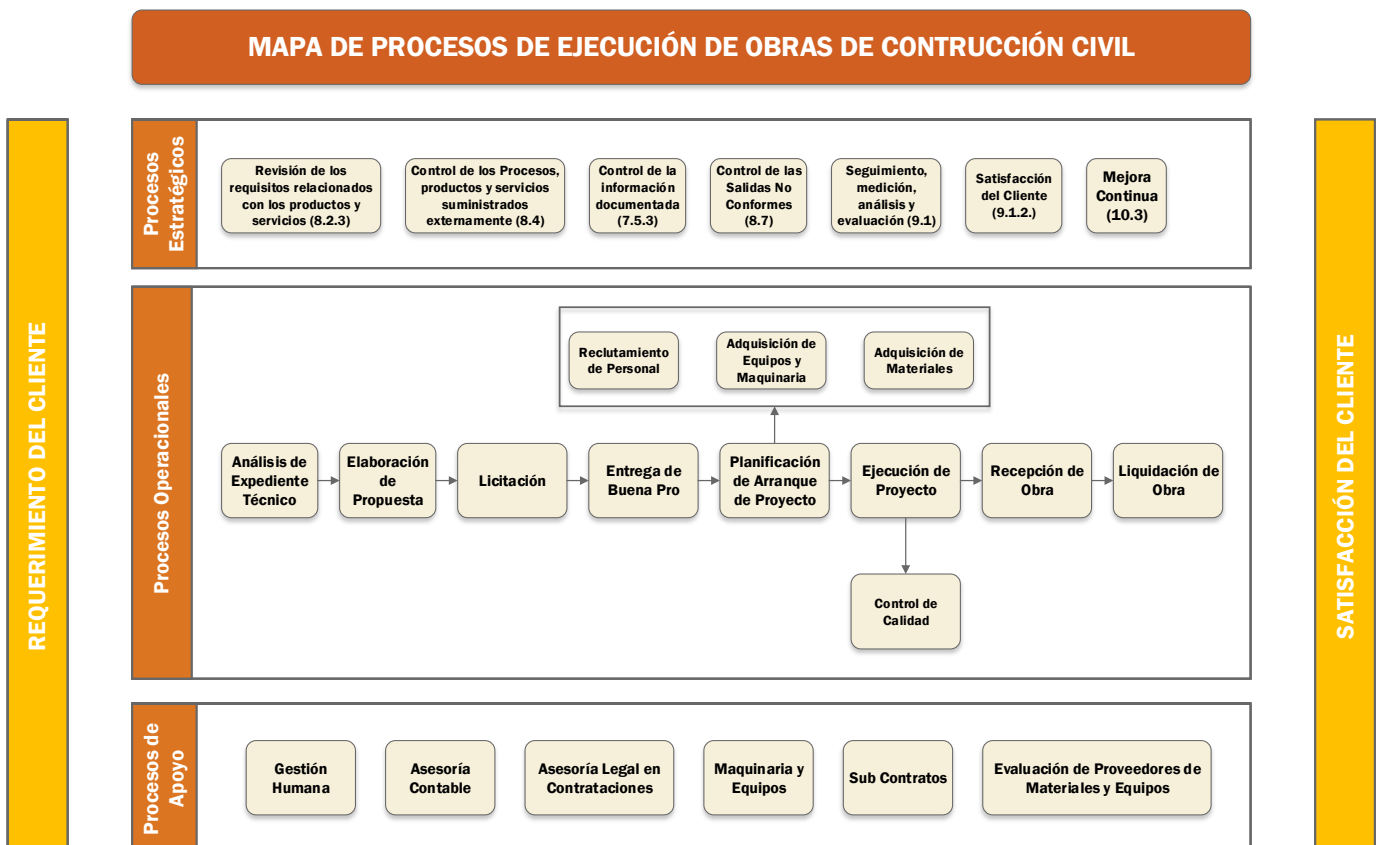 MAPA DE PROCESOS DE EJECUCIÓN DE OBRAS DE CONTRUCCIÓN CIVIL
REQUERIMIENTO DEL CLIENTE
Procesos
Estratégicos
Revisión de los
requisitos relacionados
con los productos y
servicios (8.2.3)
Control de los Procesos,
productos y servicios
suministrados
externamente (8.4)
Control de la
información
documentada
(7.5.3)
Control de las
Salidas No
Conformes
(8.7)
Seguimiento,
medición,
análisis y
evaluación (9.1)
Satisfacción
del Cliente
(9.1.2.)
Mejora
Continua
(10.3)
Procesos Operacionales
Reclutamiento
de Personal
Adquisición de
Equipos y
Maquinaria
Adquisición de
Materiales
Análisis de
Expediente
Técnico
Elaboración
de
Propuesta
Licitación
Entrega de
Buena Pro
Planificación
de Arranque
de Proyecto
Ejecución de
Proyecto
Recepción de
Obra
Liquidación de
Obra
Control de
Calidad
Procesos de
Apoyo
Gestión
Humana
Asesoría
Contable
Asesoría Legal en
Contrataciones
Maquinaria y
Equipos
Sub Contratos
Evaluación de Proveedores de
Materiales y Equipos
SATISFACCIÓN DEL CLIENTE